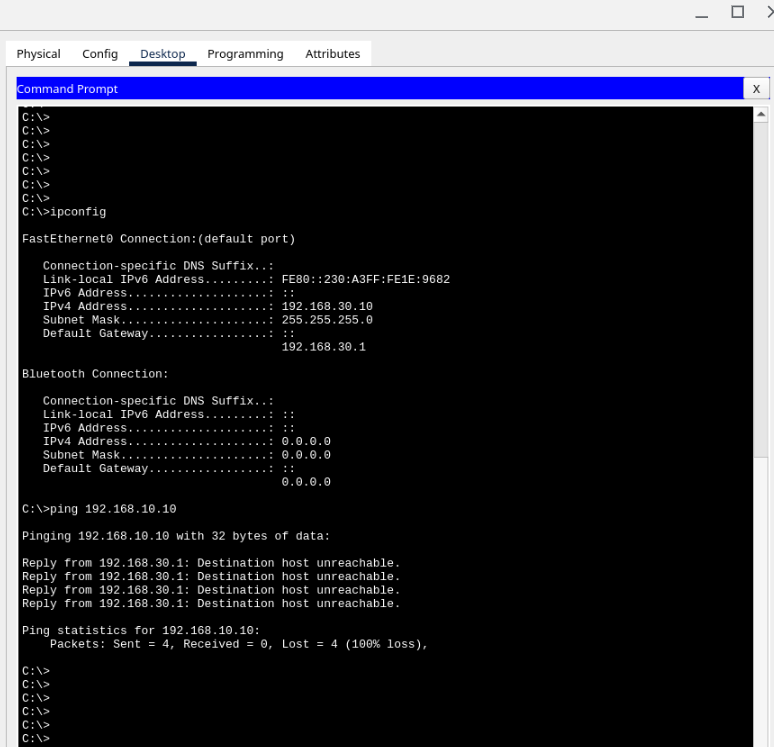 Physical Config Desktop Programming Attributes
Command Prompt X
C:\>
C:\>
C:\>
C:\>
C:\>
C:\>
C:\>
C:\>ipconfig
FastEthernet0 Connection:(default port)
Connection-specific DNS Suffix..:
Link-local IPv6 Address.........: FE80::230:A3FF:FE1E:9682
IPv6 Address....................: ::
IPv4 Address....................: 192.168.30.10
Subnet Mask.....................: 255.255.255.0
Default Gateway.................: ::
192.168.30.1
Bluetooth Connection:
Connection-specific DNS Suffix..:
Link-local IPv6 Address.........: ::
IPv6 Address....................: ::
IPv4 Address....................: 0.0.0.0
Subnet Mask.....................: 0.0.0.0
Default Gateway.................: ::
0.0.0.0
C:\>ping 192.168.10.10
Pinging 192.168.10.10 with 32 bytes of data:
Reply from 192.168.30.1: Destination host unreachable.
Reply from 192.168.30.1: Destination host unreachable.
Reply from 192.168.30.1: Destination host unreachable.
Reply from 192.168.30.1: Destination host unreachable.
Ping statistics for 192.168.10.10:
Packets: Sent = 4, Received = 0, Lost = 4 (100% loss),
C:\>
C:\>
C:\>
C:\>
C:\>
C:\>